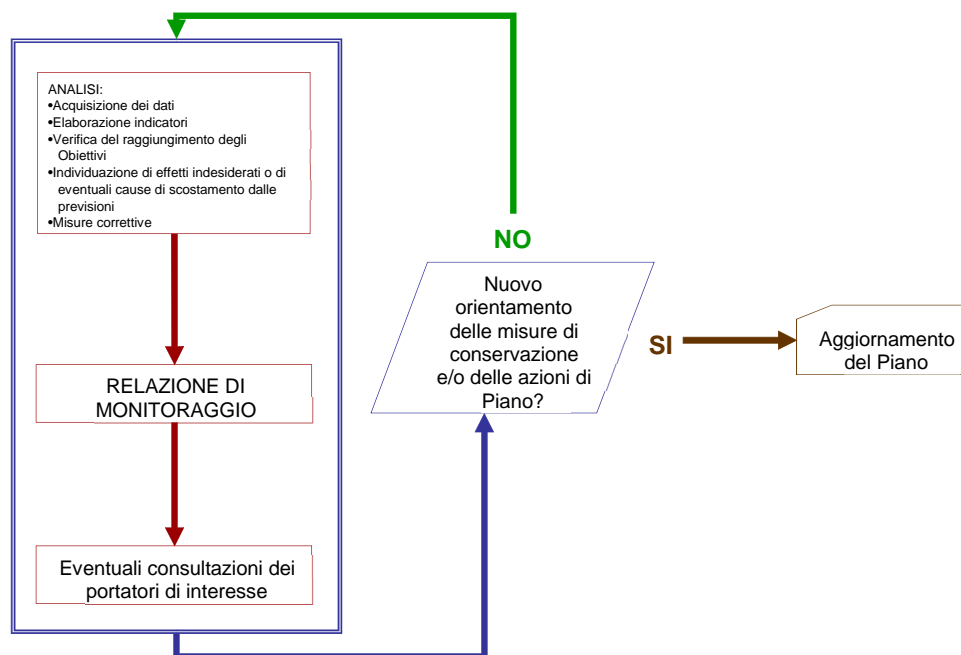 ANALISI:
•Acquisizione dei dati
•Elaborazione indicatori
•Verifica del raggiungimento degli
Obiettivi
•Individuazione di effetti indesiderati o di
eventuali cause di scostamento dalle
previsioni
•Misure correttive
RELAZIONE DI
MONITORAGGIO
Eventuali consultazioni dei
portatori di interesse
NO
Nuovo
orientamento
delle misure di
conservazione
e/o delle azioni di
Piano?
SI
Aggiornamento
del Piano